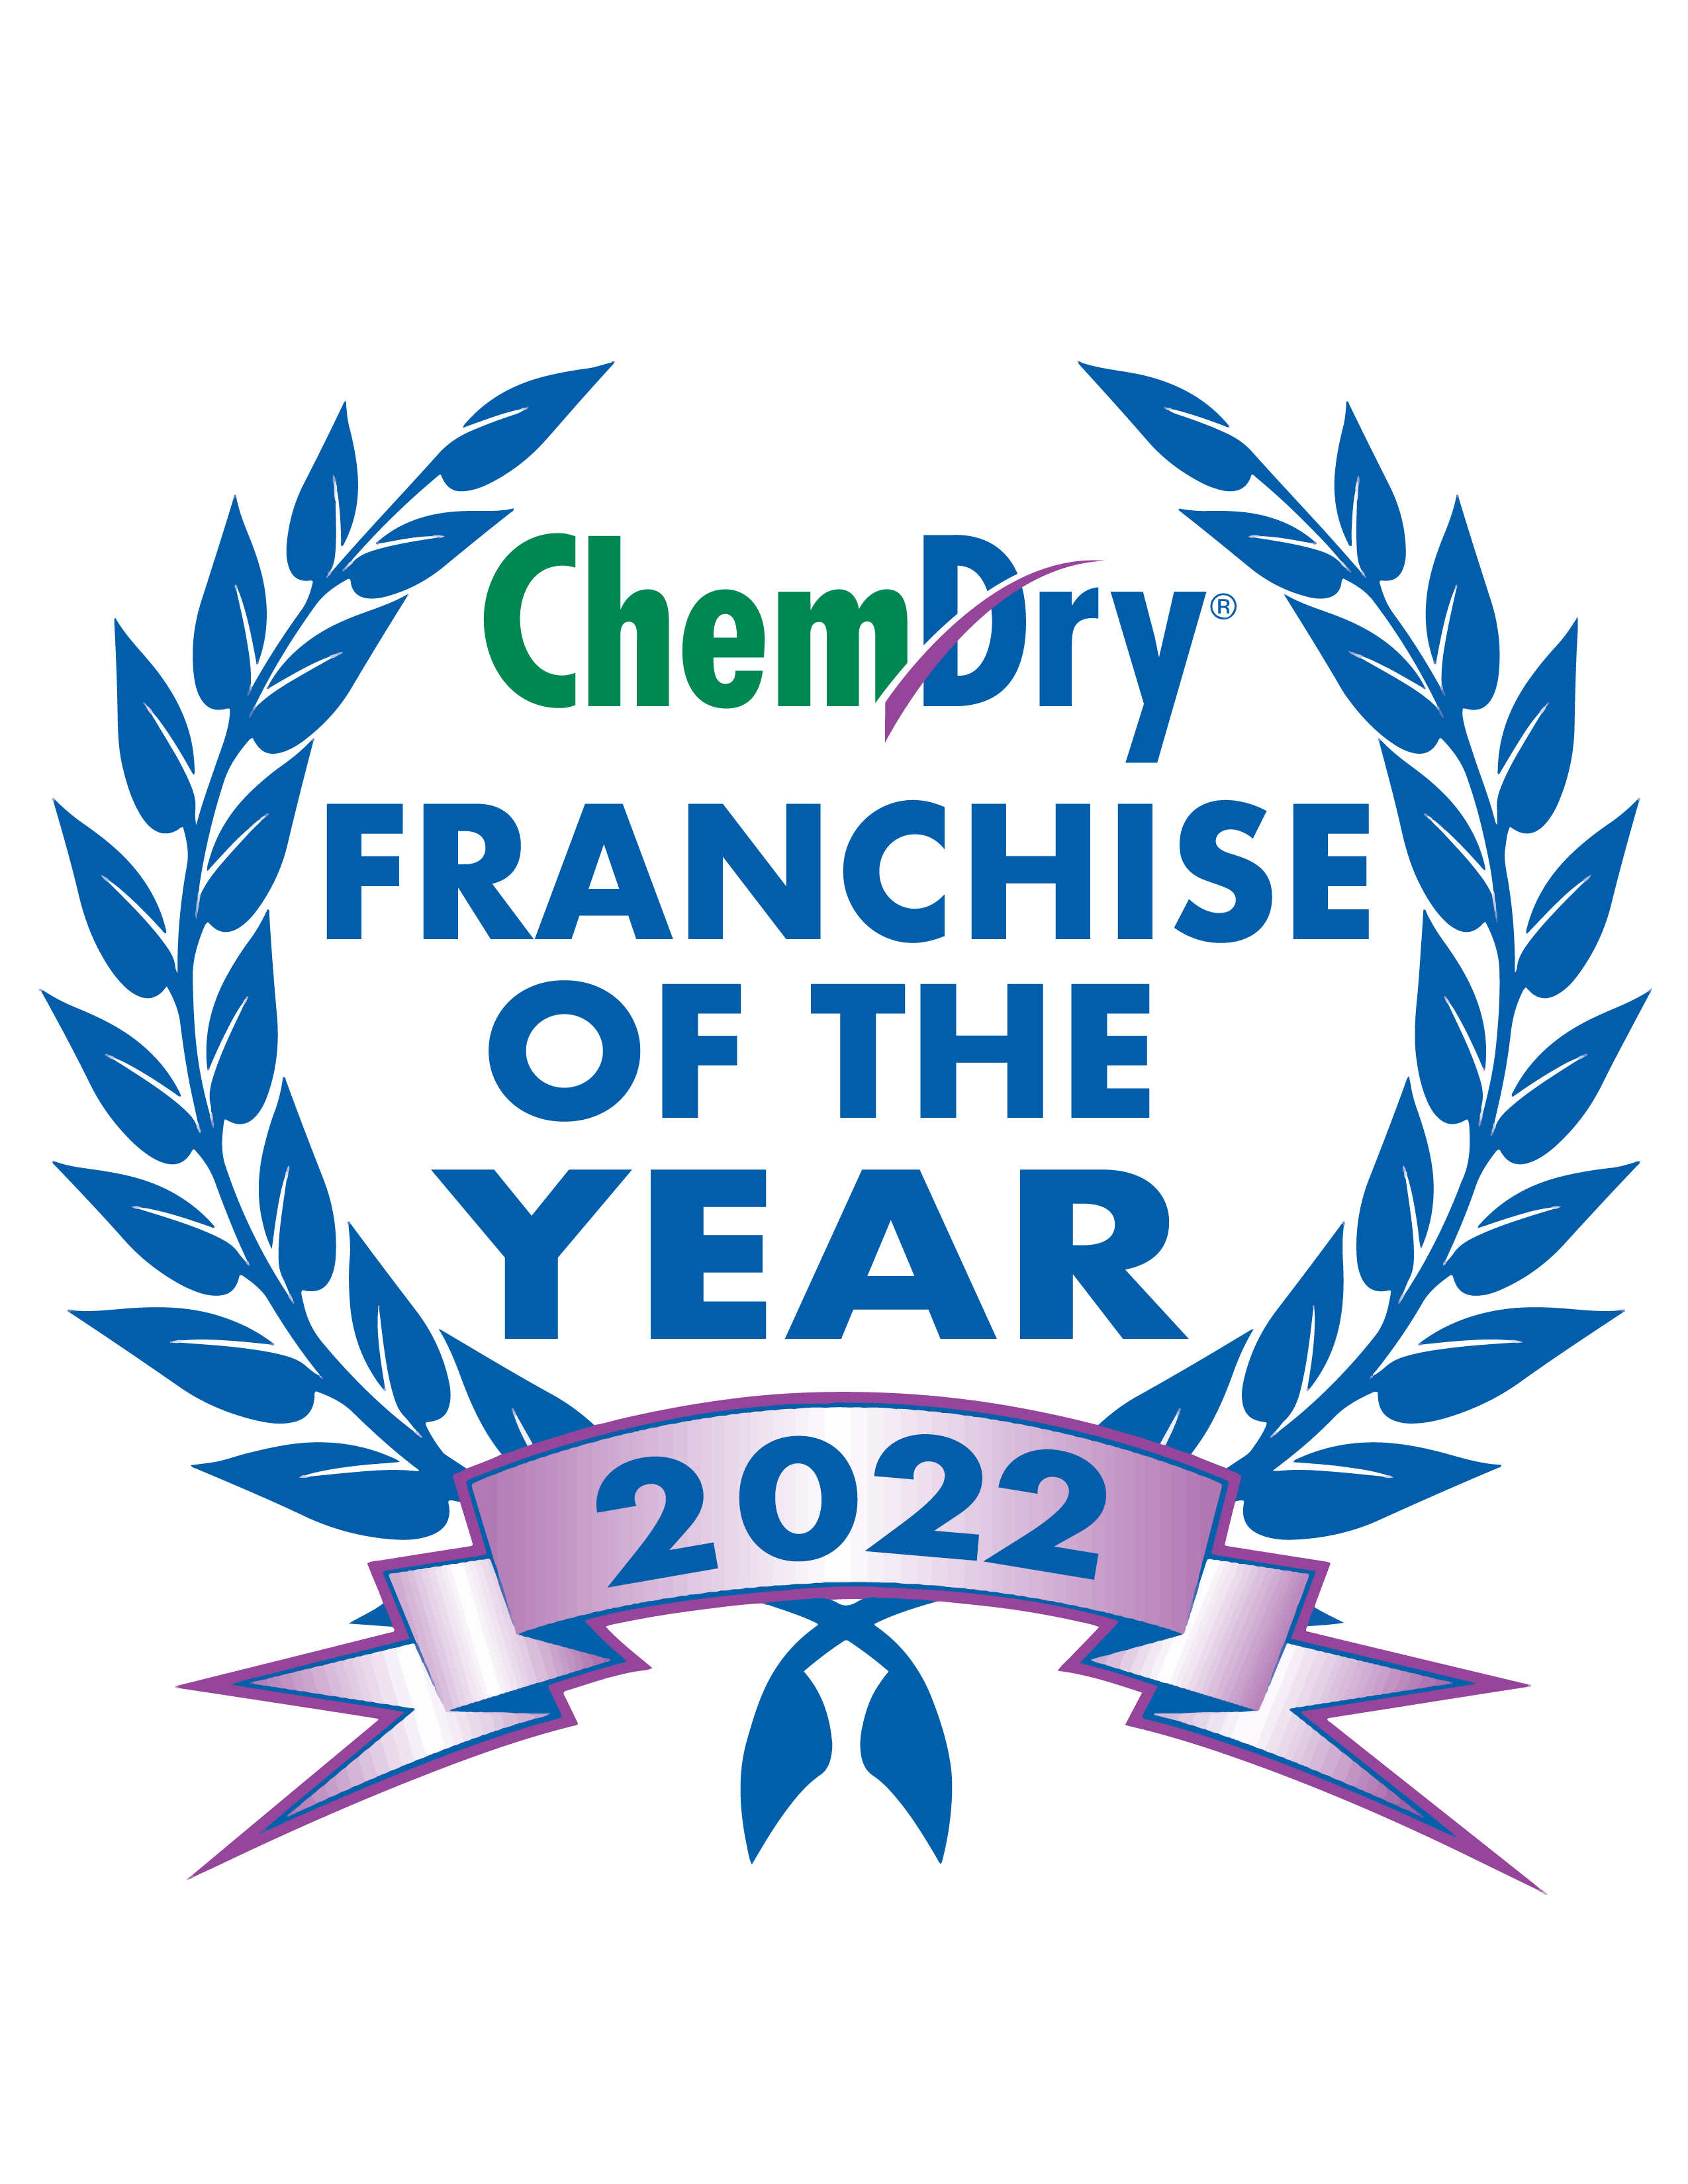 ChemDry®
FRANCHISE
OF THE
YEAR
2022